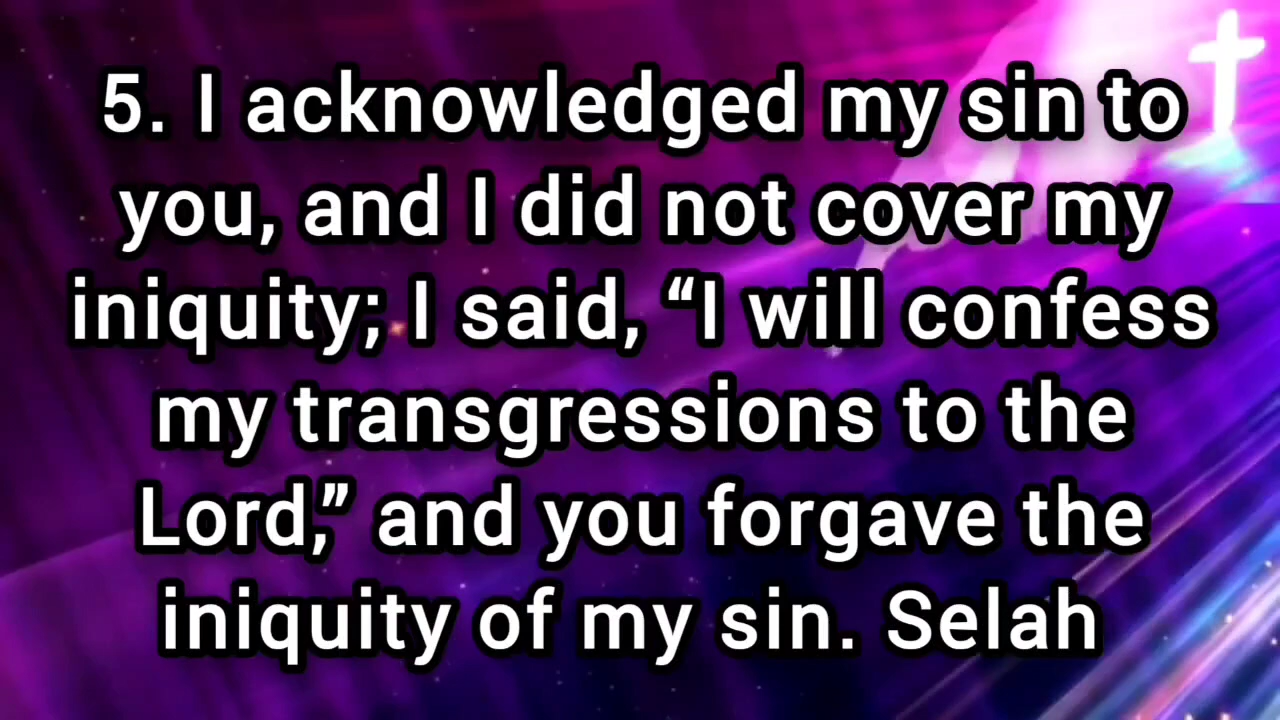 5. I acknowledged my sin to
you, and I did not cover my
iniquity; I said, “I will confess
my transgressions to the
Lord,” and you forgave the
iniquity of my sin. Selah